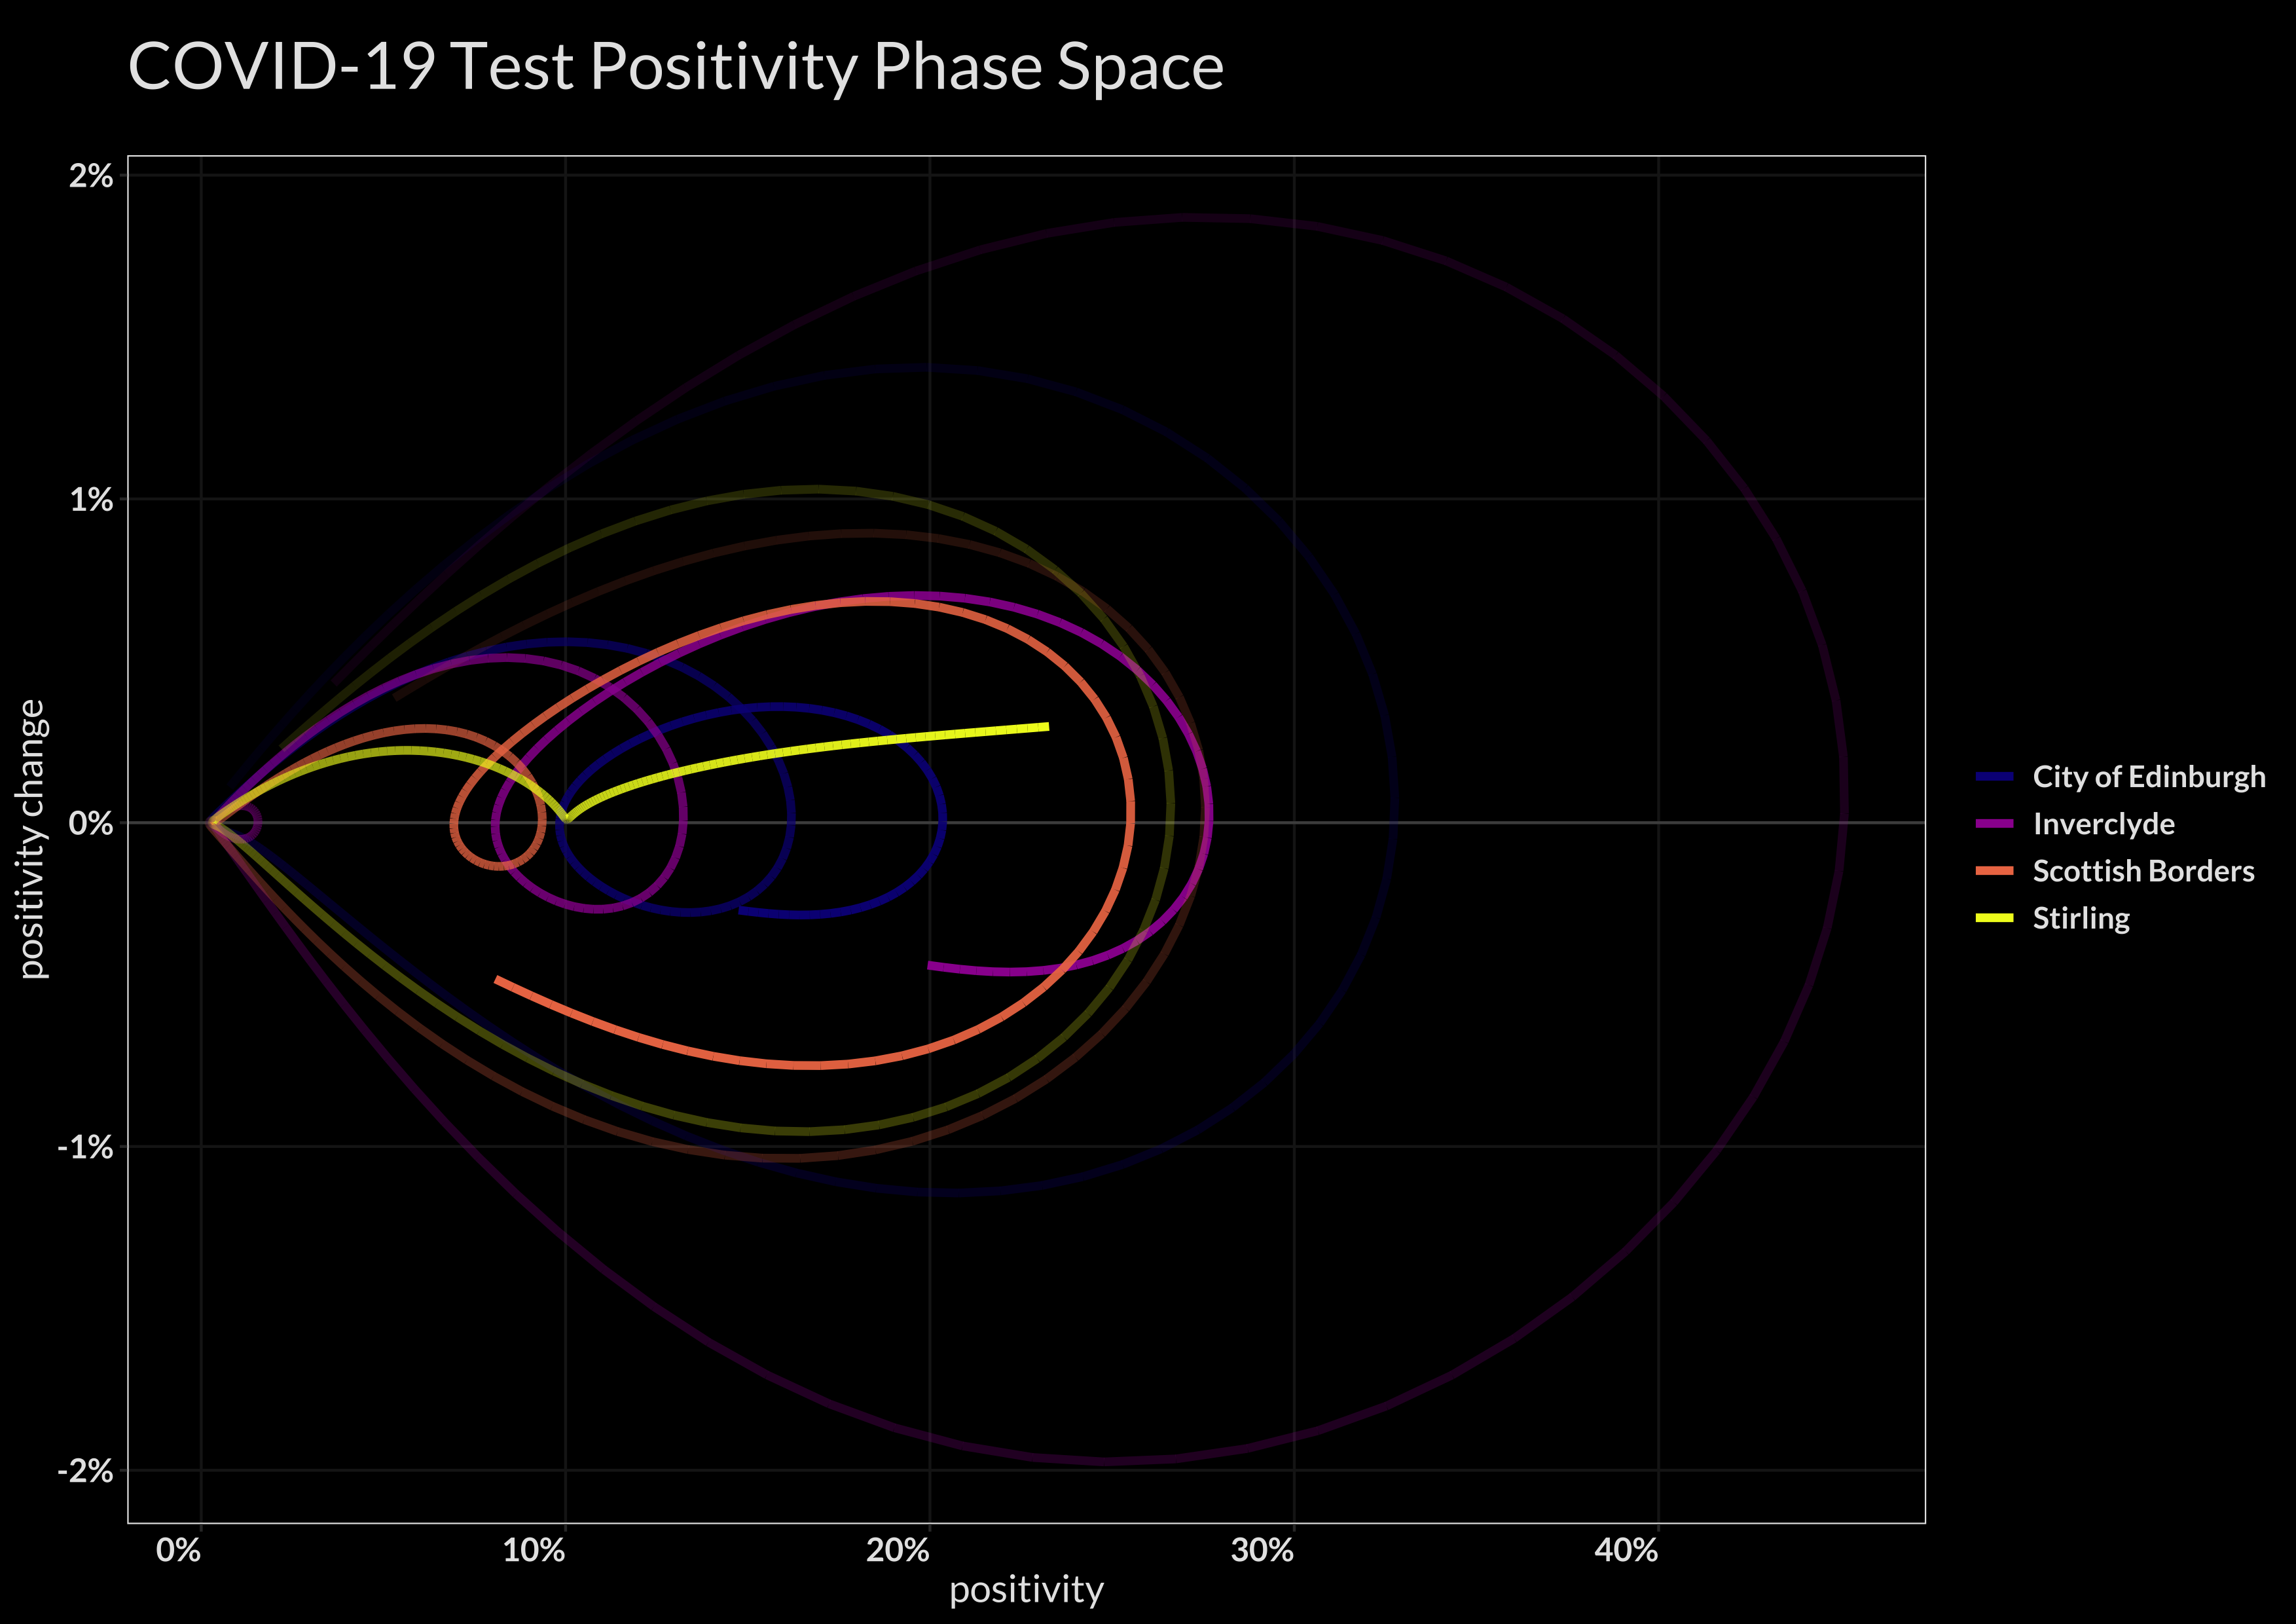 COVID-19 Test Positivity Phase Space
2%
1%
0%
-1%
-2%
positivity change
0%
10%
20%
30%
40%
positivity
City of Edinburgh
Inverclyde
Scottish Borders
Stirling